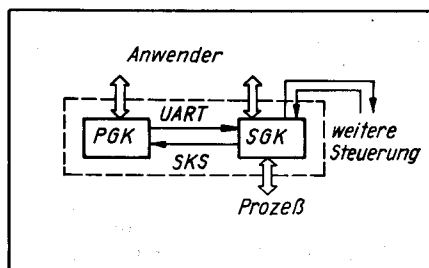 Anwender
UART
PGK
SGK
SKS
weitere
Steuerung
Prozeß